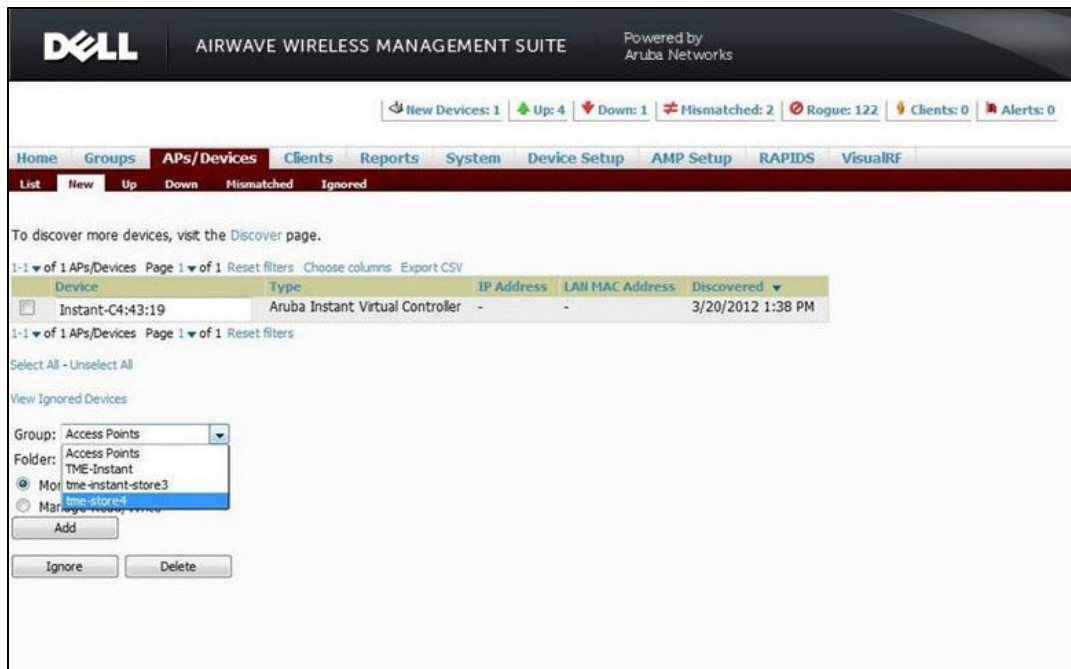 DELL AIRWAVE WIRELESS MANAGEMENT SUITE Powered by
Aruba Networks
New Devices: 1 Up: 4 Down: 1 Mismatched: 2 Rogue: 122 Clients: 0 Alerts: 0
Home Groups APs/Devices Clients Reports System Device Setup AMP Setup RAPIDS VisualRF
List New Up Down Mismatched Ignored
To discover more devices, visit the Discover page.
1-1 of 1 APs/Devices Page 1 of 1 Reset filters Choose columns Export CSV
Device Type IP Address LAN MAC Address Discovered
Instant-C4:43:19 Aruba Instant Virtual Controller - - 3/20/2012 1:38 PM
1-1 of 1 APs/Devices Page 1 of 1 Reset filters
Select All - Unselect All
View Ignored Devices
Group: Access Points
Folder: Access Points
TME-Instant
tme-instant-store3
tme-store4
Add
Ignore Delete